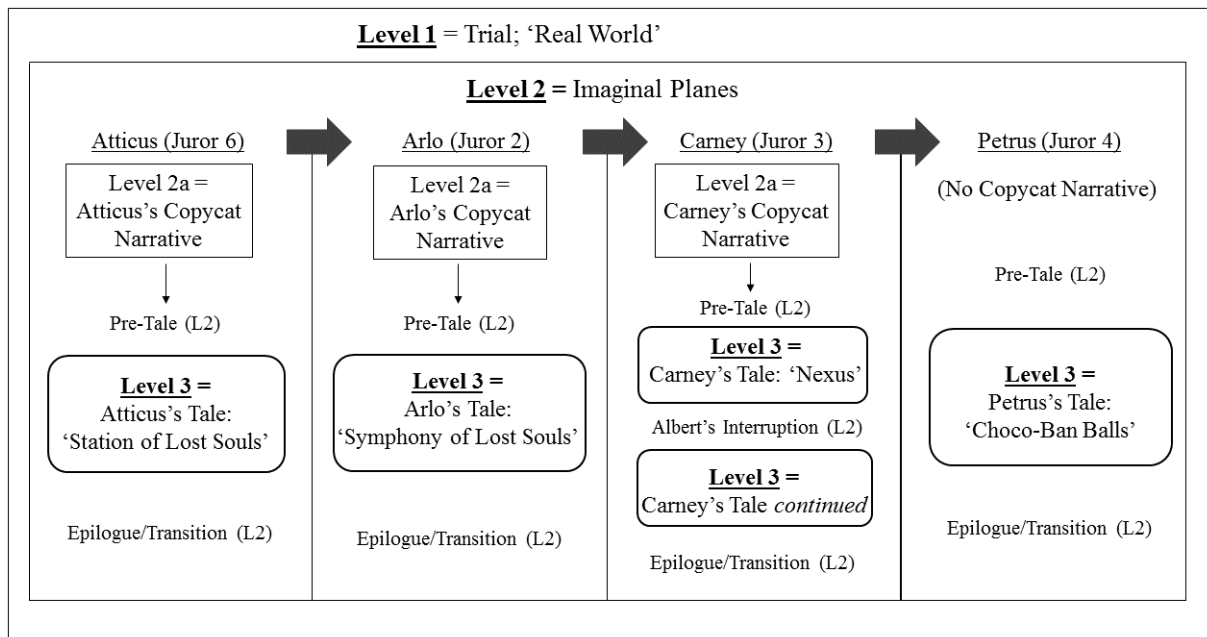 Level 1 = Trial; ‘Real World’
Level 2 = Imaginal Planes
Atticus (Juror 6)
Level 2a =
Atticus’s Copycat
Narrative
Pre-Tale (L2)
Level 3 =
Atticus’s Tale:
‘Station of Lost Souls’
Epilogue/Transition (L2)
Arlo (Juror 2)
Level 2a =
Arlo’s Copycat
Narrative
Pre-Tale (L2)
Level 3 =
Arlo’s Tale:
‘Symphony of Lost Souls’
Epilogue/Transition (L2)
Carney (Juror 3)
Level 2a =
Carney’s Copycat
Narrative
Pre-Tale (L2)
Level 3 =
Carney’s Tale: ‘Nexus’
Albert’s Interruption (L2)
Level 3 =
Carney’s Tale continued
Epilogue/Transition (L2)
Petrus (Juror 4)
(No Copycat Narrative)
Pre-Tale (L2)
Level 3 =
Petrus’s Tale:
‘Choco-Ban Balls’
Epilogue/Transition (L2)